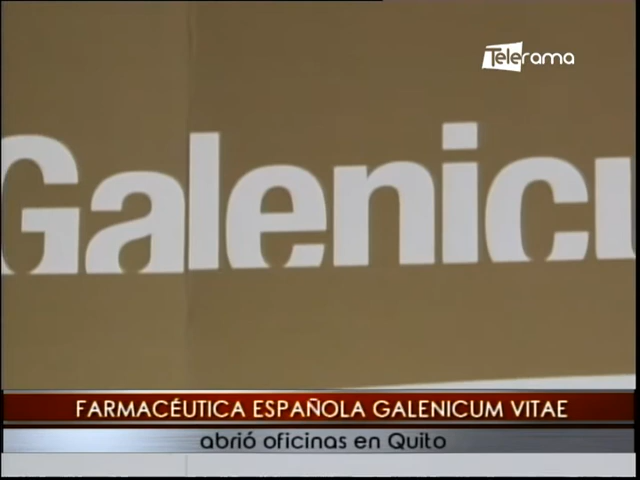 Telerama
Galenicu
FARMACÉUTICA ESPAÑOLA GALENICUM VITAE
abrió oficinas en Quito